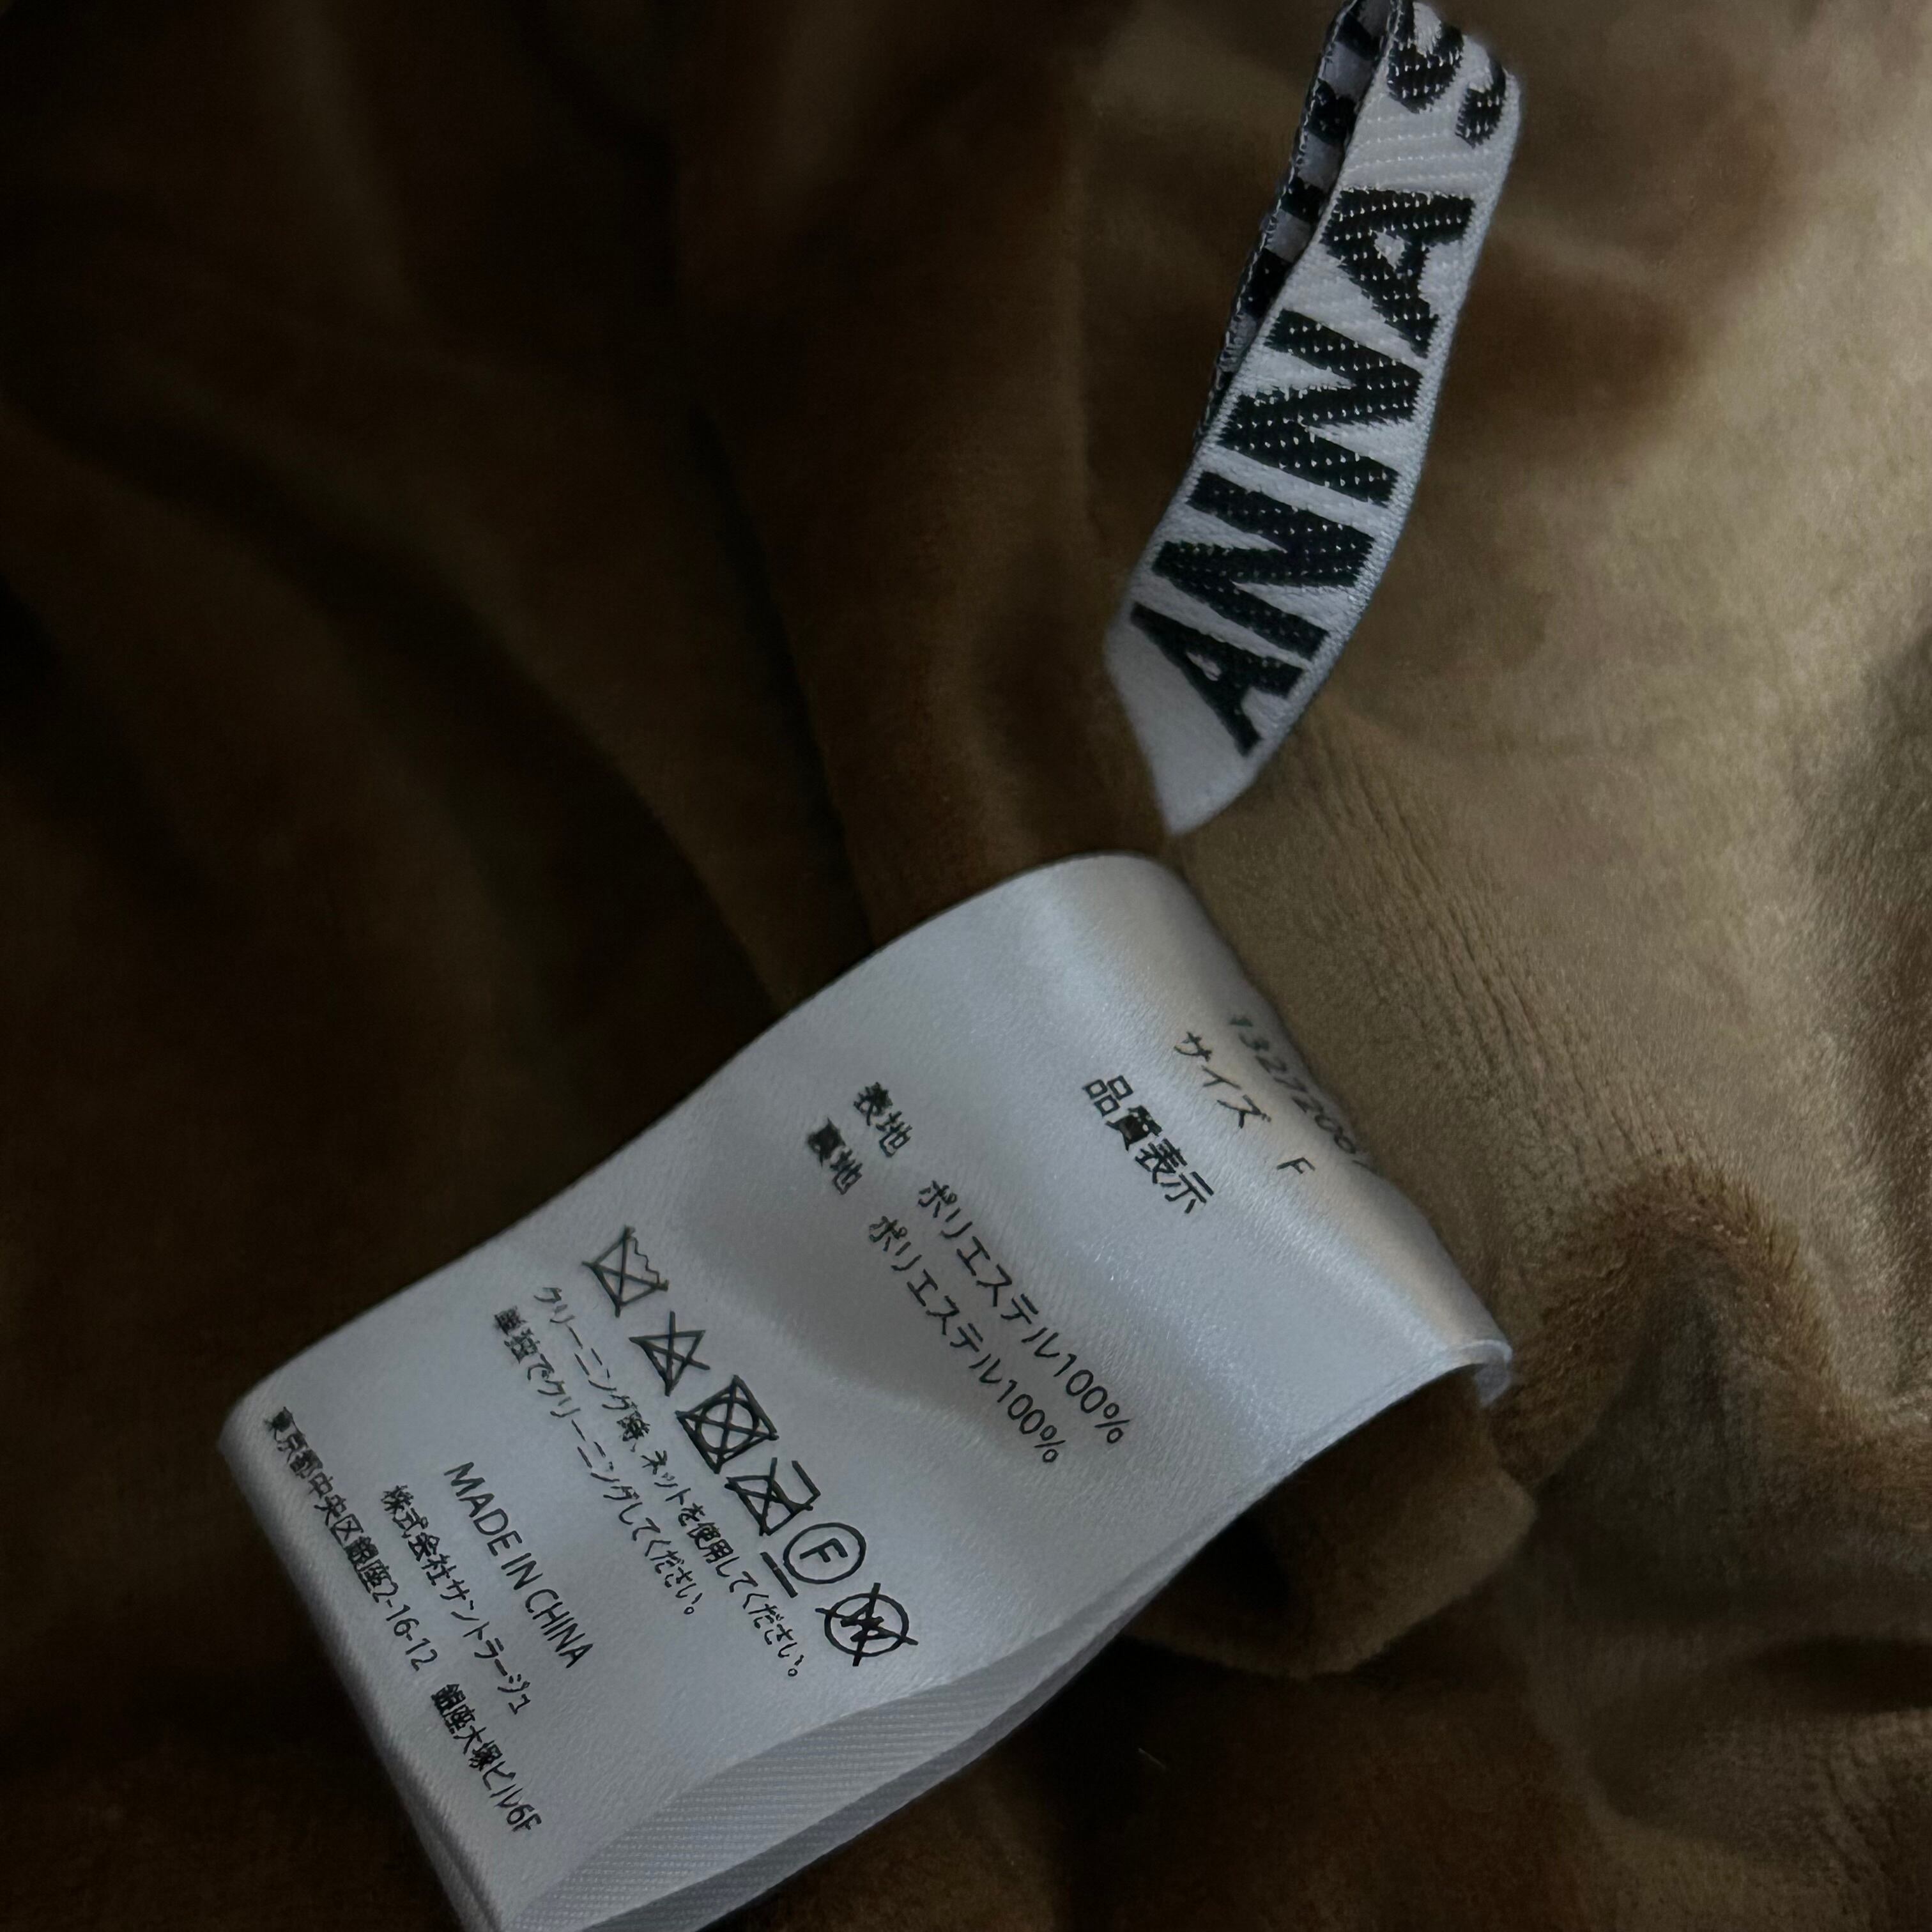 ANNA
サイズ F
品質表示
表地 ポリエステル100%
裏地 ポリエステル100%
F
クリーニング際、ネットを使用してください。
単独でクリーニングしてください。
MADE IN CHINA
株式会社サントラージュ
東京都中央区銀座2-16-12 銀座大塚ビル6F